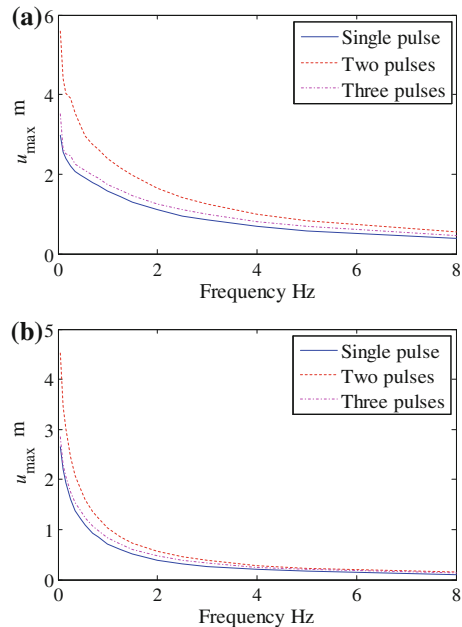 (a)
6
4
2
0
u_max m
Single pulse
Two pulses
Three pulses
0 2 4 6 8
Frequency Hz
(b)
5
4
3
2
1
0
u_max m
Single pulse
Two pulses
Three pulses
0 2 4 6 8
Frequency Hz